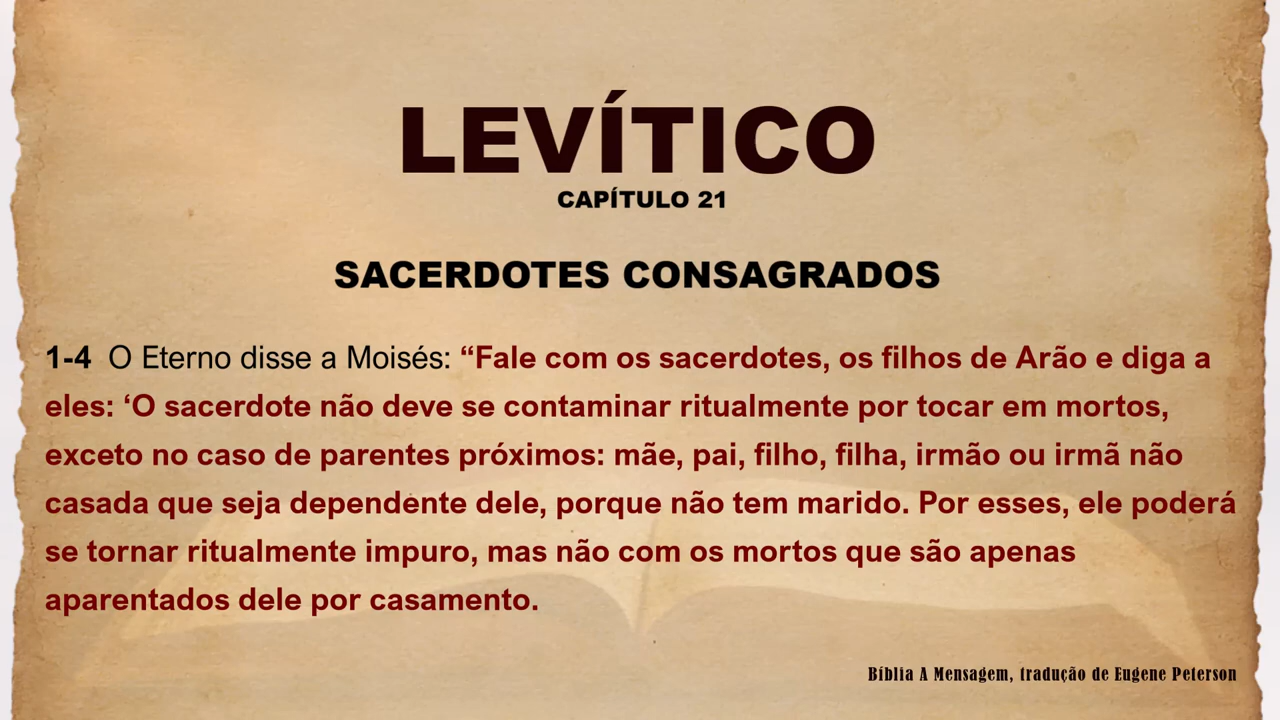 LEVÍTICO
CAPÍTULO 21
SACERDOTES CONSAGRADOS
1-4 O Eterno disse a Moisés: “Fale com os sacerdotes, os filhos de Arão e diga a
eles: ‘O sacerdote não deve se contaminar ritualmente por tocar em mortos,
exceto no caso de parentes próximos: mãe, pai, filho, filha, irmão ou irmã não
casada que seja dependente dele, porque não tem marido. Por esses, ele poderá
se tornar ritualmente impuro, mas não com os mortos que são apenas
aparentados dele por casamento.
Bíblia A Mensagem, tradução de Eugene Peterson